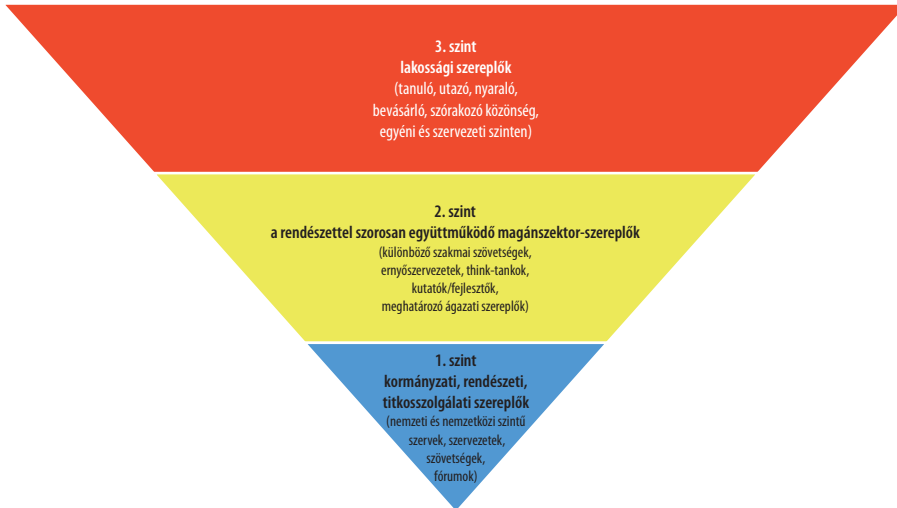 3. szint
lakossági szereplők
(tanuló, utazó, nyaraló,
bevásárló, szórakozó közönség,
egyéni és szervezeti szinten)
2. szint
a rendészettel szorosan együttműködő magánszektor-szereplők
(különböző szakmai szövetségek,
ernyőszervezetek, think-tankok,
kutatók/fejlesztők,
meghatározó ágazati szereplők)
1. szint
kormányzati, rendészeti,
titkosszolgálati szereplők
(nemzeti és nemzetközi szintű
szervek, szervezetek,
szövetségek,
fórumok)